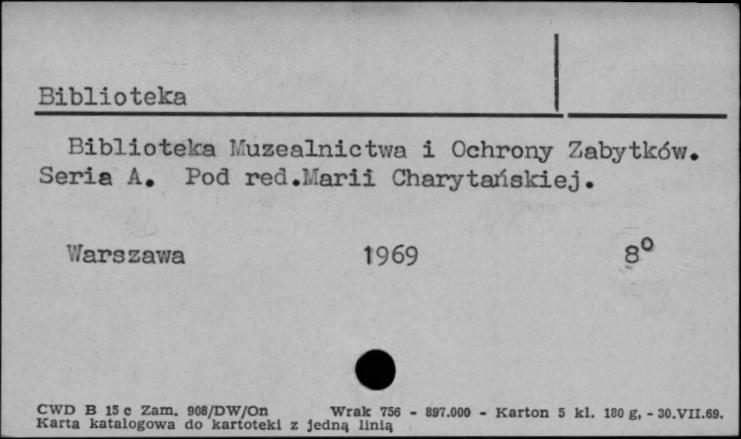 Biblioteka
Biblioteka Muzealnictwa i Ochrony Zabytków.
Seria A. Pod red.Marii Charytańskiej.
Warszawa 1969 8⁰
CWD B 15 c Zam. 908/DW/On Wrak 756 - 897.000 - Karton 5 kl. 180 g, - 30.VII.69.
Karta katalogowa do kartoteki z jedną linią